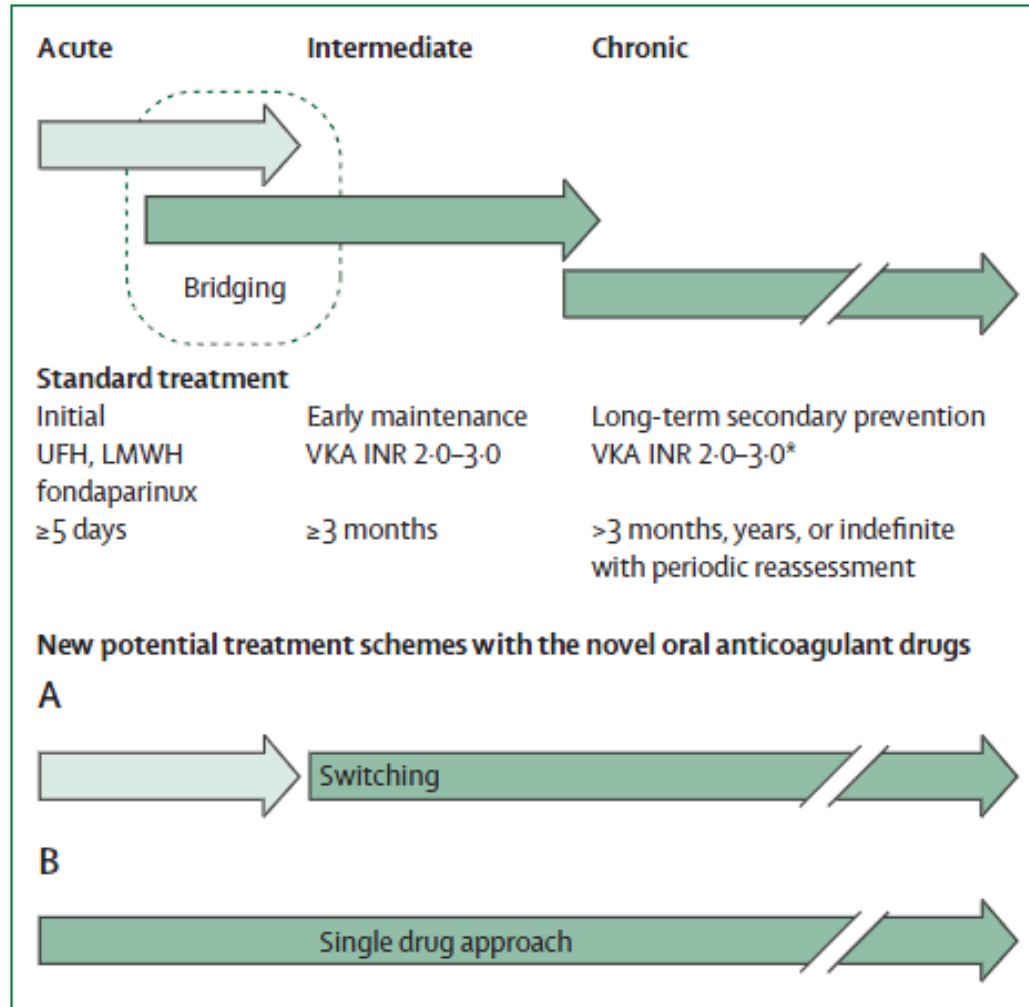 Acute Intermediate Chronic
Bridging
Standard treatment
Initial Early maintenance Long-term secondary prevention
UFH, LMWH VKA INR 2·0–3·0 VKA INR 2·0–3·0*
fondaparinux
≥5 days ≥3 months >3 months, years, or indefinite
with periodic reassessment
New potential treatment schemes with the novel oral anticoagulant drugs
A
Switching
B
Single drug approach